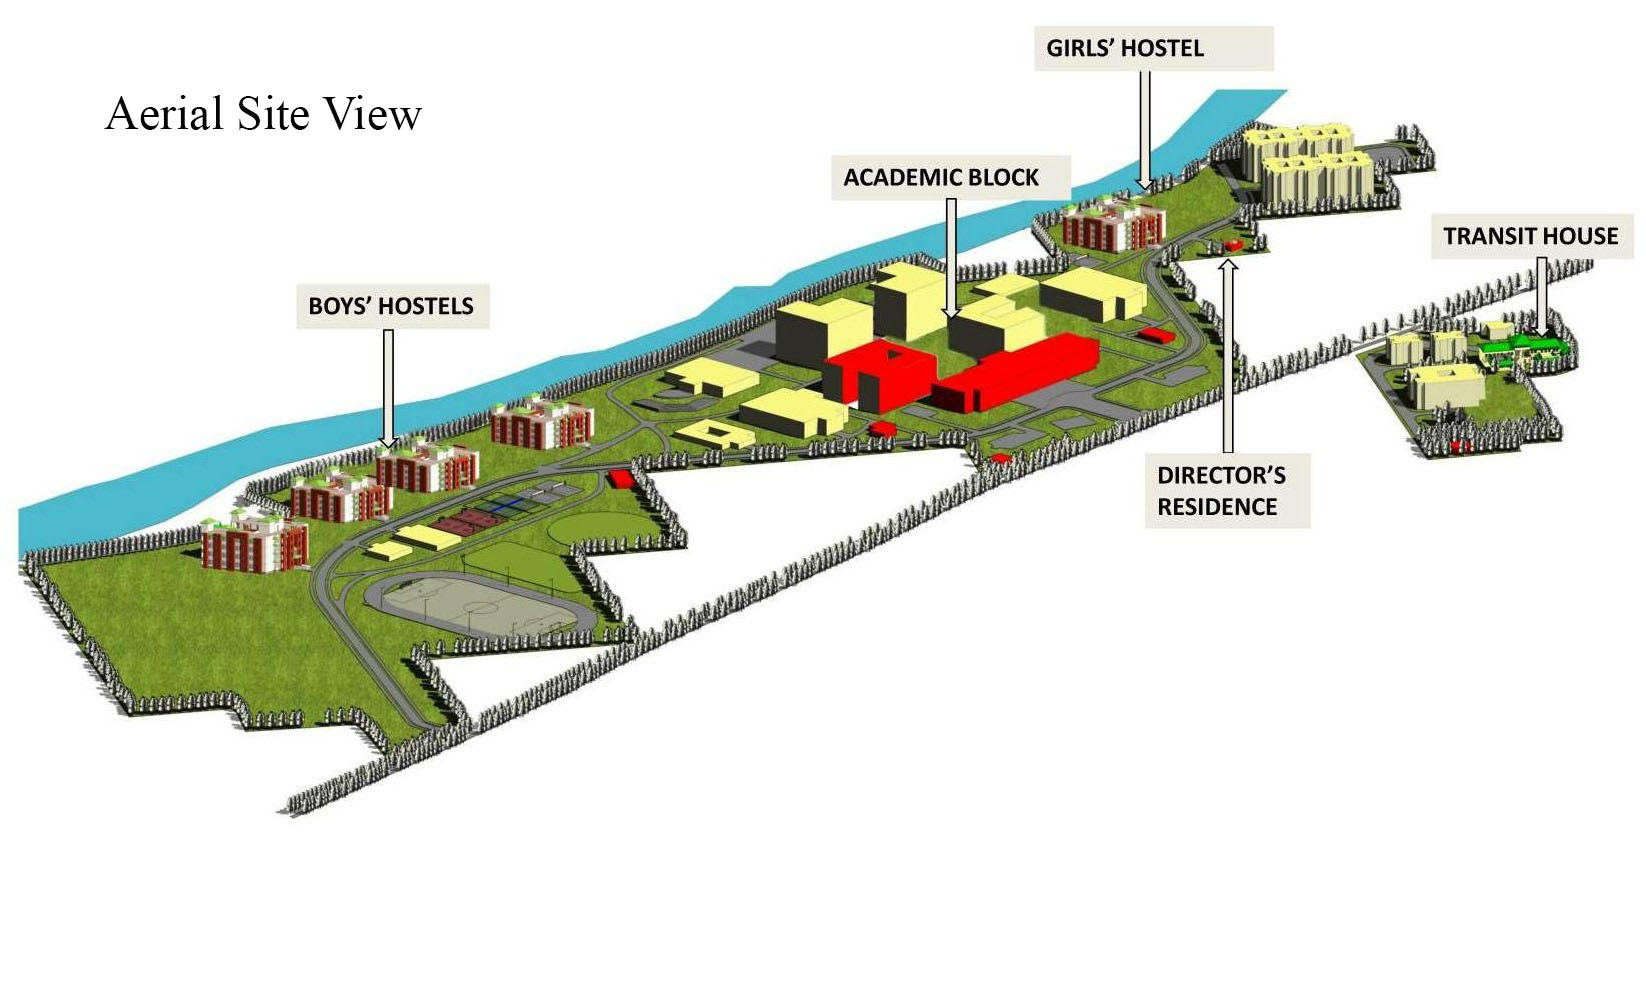 Aerial Site View
GIRLS’ HOSTEL
ACADEMIC BLOCK
TRANSIT HOUSE
BOYS’ HOSTELS
DIRECTOR’S
RESIDENCE